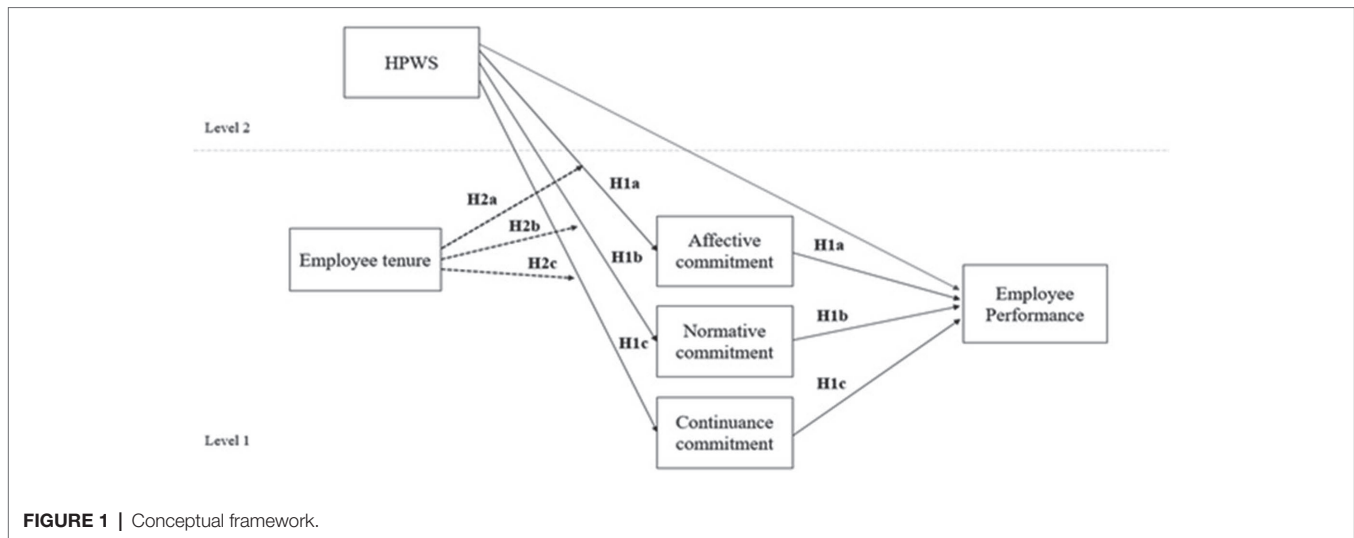 HPWS
Level 2
H2a
H1a
H2b
Employee tenure
H2c
H1b
Affective
commitment
H1a
Employee
Performance
H1b
Normative
commitment
H1c
H1c
Continuance
commitment
Level 1
FIGURE 1 | Conceptual framework.